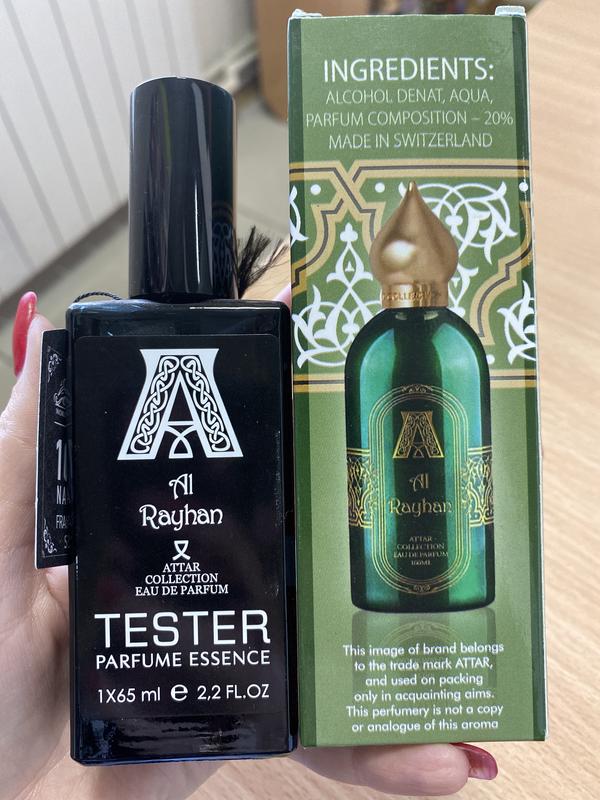 A
Al
Rayhan
ATTAR
COLLECTION
EAU DE PARFUM
TESTER
PARFUME ESSENCE
1X65 ml e 2,2 FL.OZ
INGREDIENTS:
ALCOHOL DENAT, AQUA,
PARFUM COMPOSITION – 20%
MADE IN SWITZERLAND
A
Al
Rayhan
ATTAR
COLLECTION
EAU DE PARFUM
100ML
This image of brand belongs
to the trade mark ATTAR,
and used on packing
only in acquainting aims.
This perfumery is not a copy
or analogue of this aroma